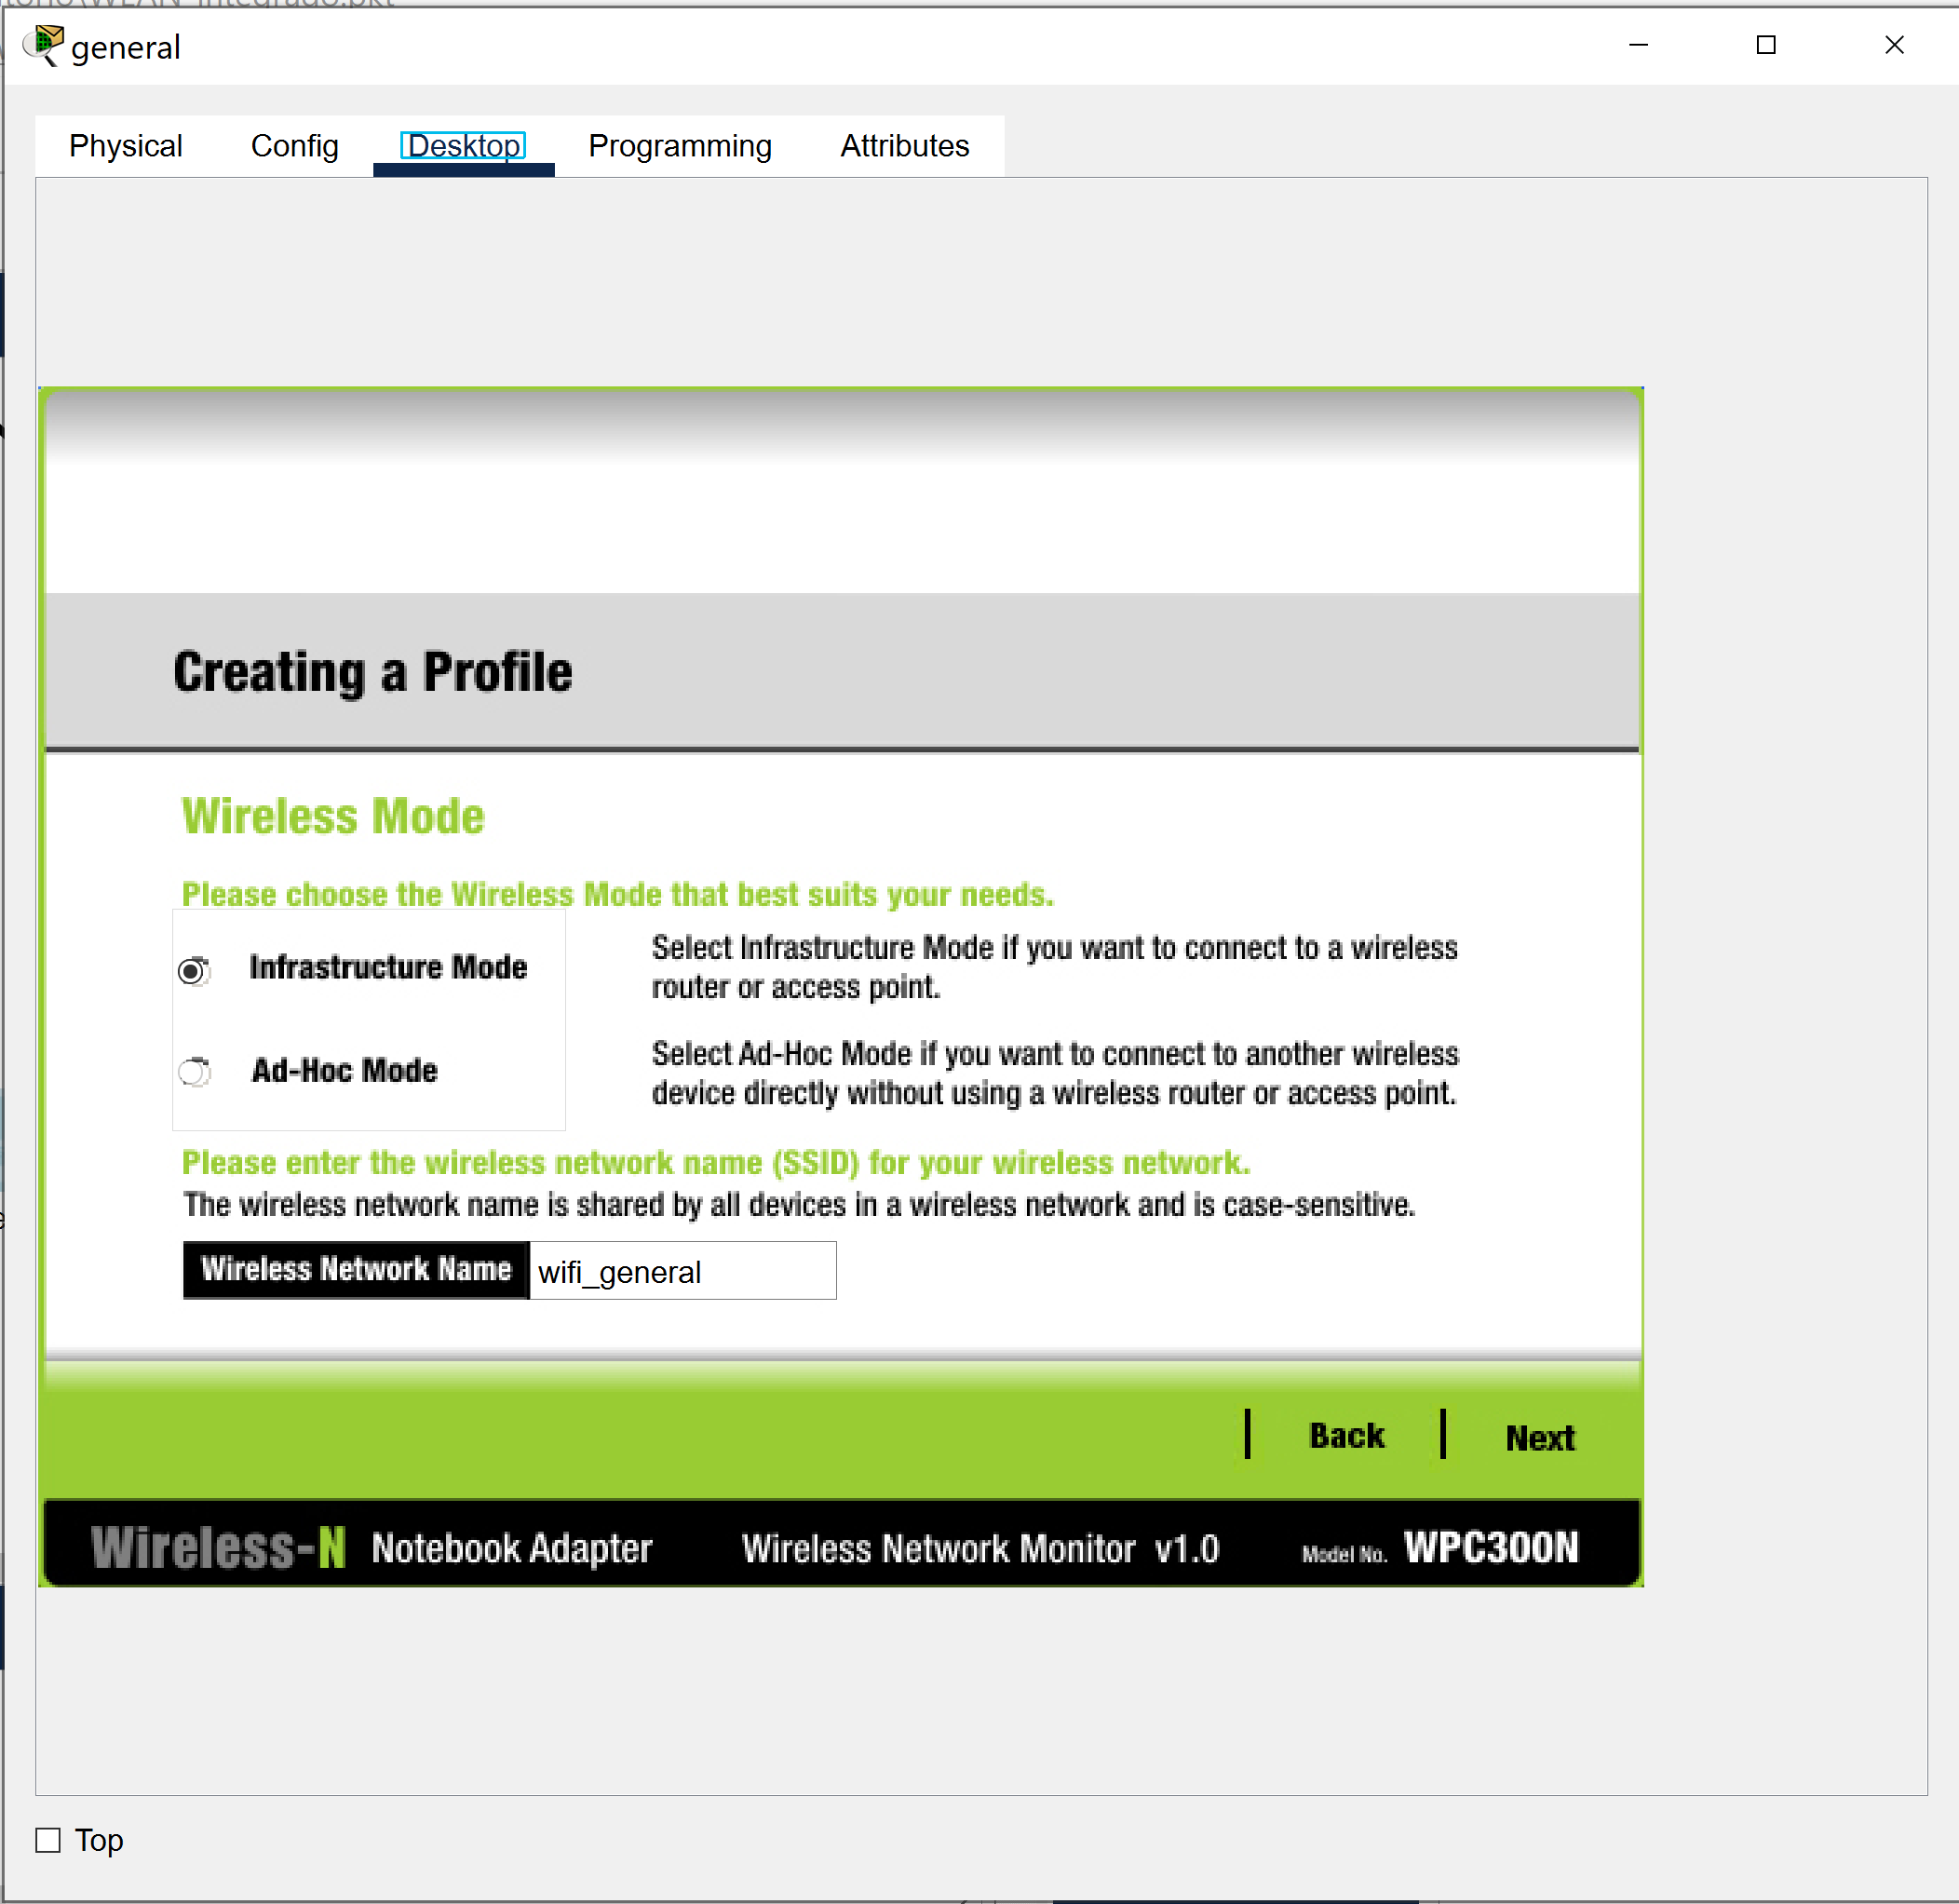 general
Physical Config Desktop Programming Attributes
Creating a Profile
Wireless Mode
Please choose the Wireless Mode that best suits your needs.
Infrastructure Mode
Select Infrastructure Mode if you want to connect to a wireless
router or access point.
Ad-Hoc Mode
Select Ad-Hoc Mode if you want to connect to another wireless
device directly without using a wireless router or access point.
Please enter the wireless network name (SSID) for your wireless network.
The wireless network name is shared by all devices in a wireless network and is case-sensitive.
Wireless Network Name wifi_general
Back Next
Wireless-N Notebook Adapter Wireless Network Monitor v1.0 Model No. WPC300N
Top